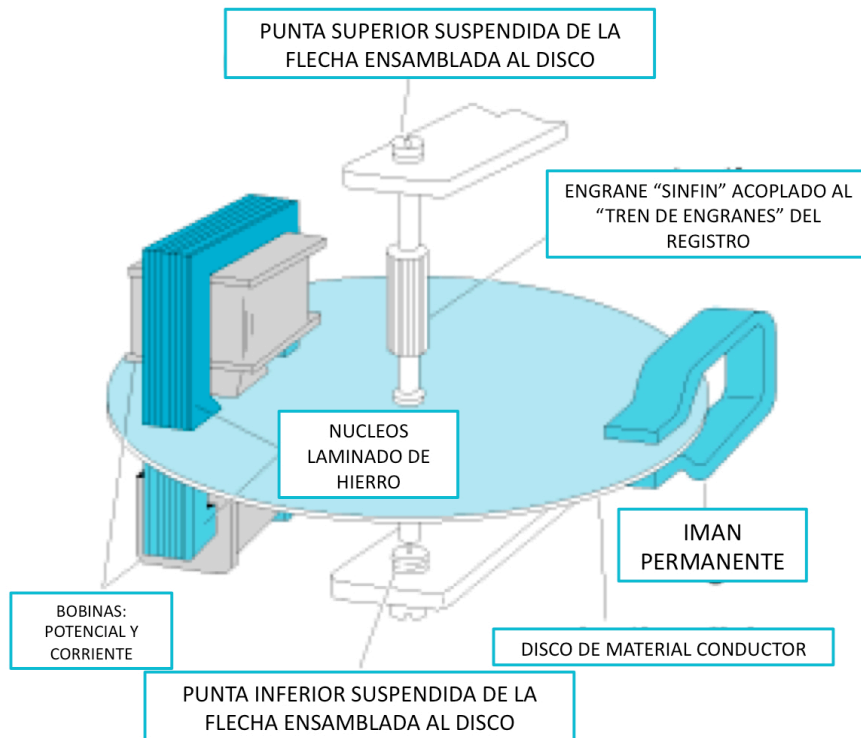 PUNTA SUPERIOR SUSPENDIDA DE LA
FLECHA ENSAMBLADA AL DISCO
ENGRANE “SINFIN” ACOPLADO AL
“TREN DE ENGRANES” DEL
REGISTRO
NUCLEOS
LAMINADO DE
HIERRO
IMAN
PERMANENTE
BOBINAS:
POTENCIAL Y
CORRIENTE
DISCO DE MATERIAL CONDUCTOR
PUNTA INFERIOR SUSPENDIDA DE LA
FLECHA ENSAMBLADA AL DISCO